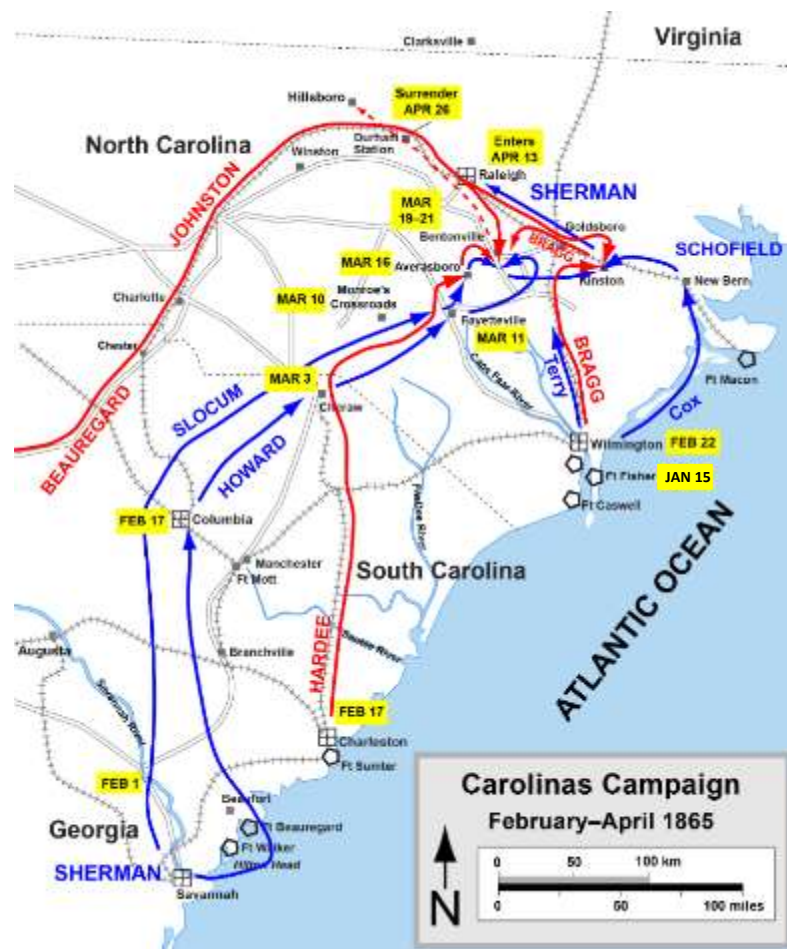 Clarksville
Virginia
Hillsboro
Surrender
APR 26
Durham
Station
North Carolina
Winston
Enters
APR 13
Raleigh
SHERMAN
JOHNSTON
MAR
19–21
Bentonville
Goldsboro
BRAGG
SCHOFIELD
MAR 16
Averasboro
Kinston
New Bern
MAR 10
Monroe's
Crossroads
Charlotte
Fayetteville
MAR 11
Chester
Cape Fear River
Terry
BRAGG
Ft Macon
MAR 3
Cheraw
Cox
SLOCUM
BEAUREGARD
HOWARD
Wilmington
FEB 22
Ft Fisher
JAN 15
Ft Caswell
FEB 17
Columbia
PeeDee River
Manchester
Ft Mott
South Carolina
ATLANTIC OCEAN
Augusta
Branchville
Santee River
HARDEE
Savannah River
FEB 17
Charleston
Ft Sumter
FEB 1
Beaufort
Ft Beauregard
Georgia
Ft Walker
Hilton Head
SHERMAN
Savannah
Carolinas Campaign
February–April 1865
N
0 50 100 km
0 50 100 miles